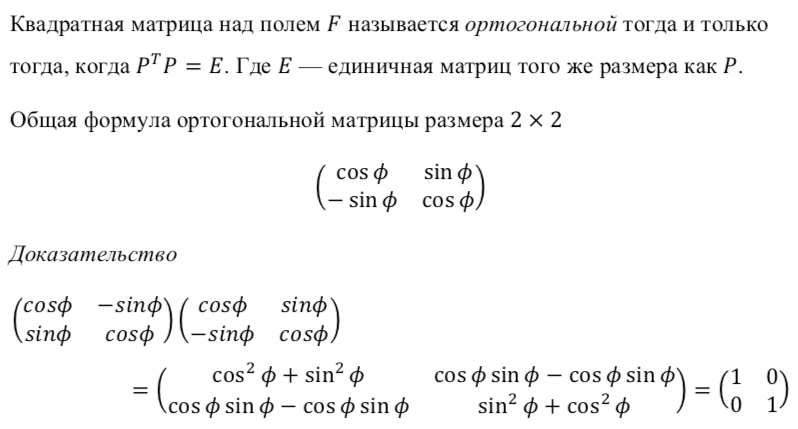 Квадратная матрица над полем F называется ортогональной тогда и только
тогда, когда PᵀP = E. Где E — единичная матриц того же размера как P.
Общая формула ортогональной матрицы размера 2 × 2
( cos ϕ sin ϕ )
( − sin ϕ cos ϕ )
Доказательство
( cosϕ −sinϕ ) ( cosϕ sinϕ )
( sinϕ cosϕ ) ( −sinϕ cosϕ )
= ( cos² ϕ + sin² ϕ cos ϕ sin ϕ − cos ϕ sin ϕ ) = ( 1 0 )
( cos ϕ sin ϕ − cos ϕ sin ϕ sin² ϕ + cos² ϕ ) ( 0 1 )